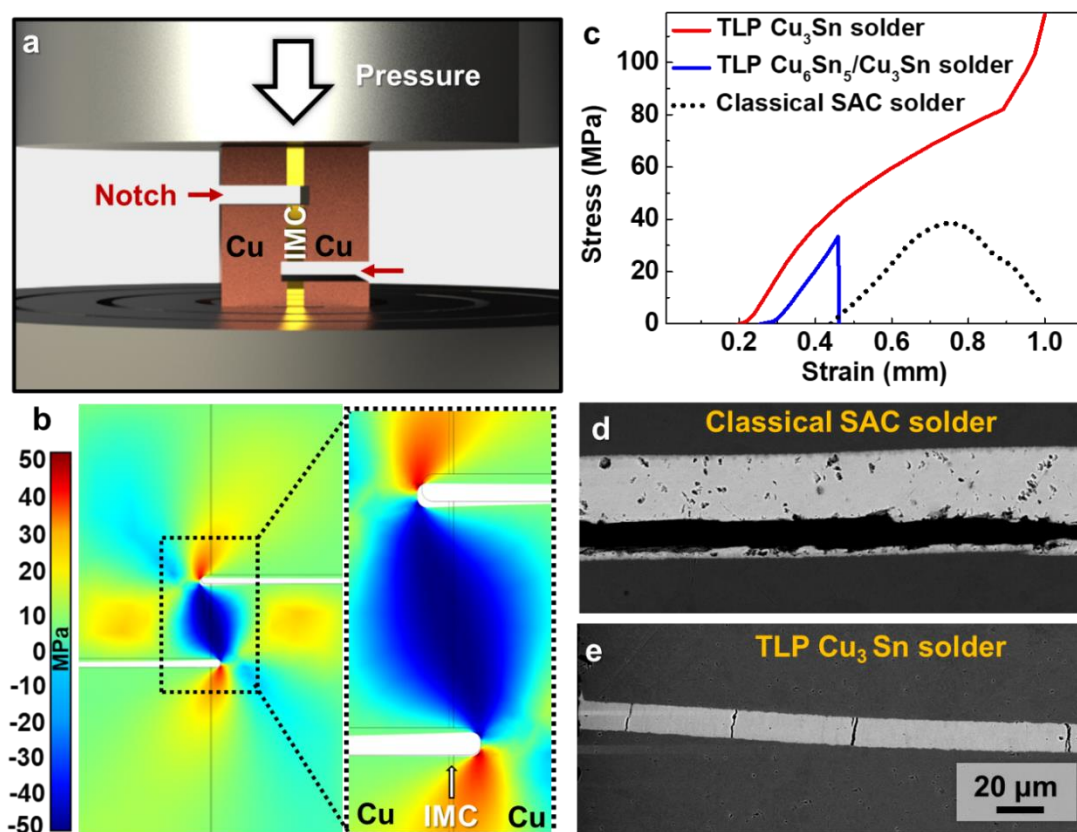 a
Pressure
Notch
Cu
IMC
Cu
b
50
40
30
20
10
0
-10
-20
-30
-40
-50
MPa
Cu
IMC
Cu
c
TLP Cu₃Sn solder
TLP Cu₆Sn₅/Cu₃Sn solder
Classical SAC solder
Stress (MPa)
100
80
60
40
20
0
0.2 0.4 0.6 0.8 1.0
Strain (mm)
d
Classical SAC solder
e
TLP Cu₃ Sn solder
20 µm